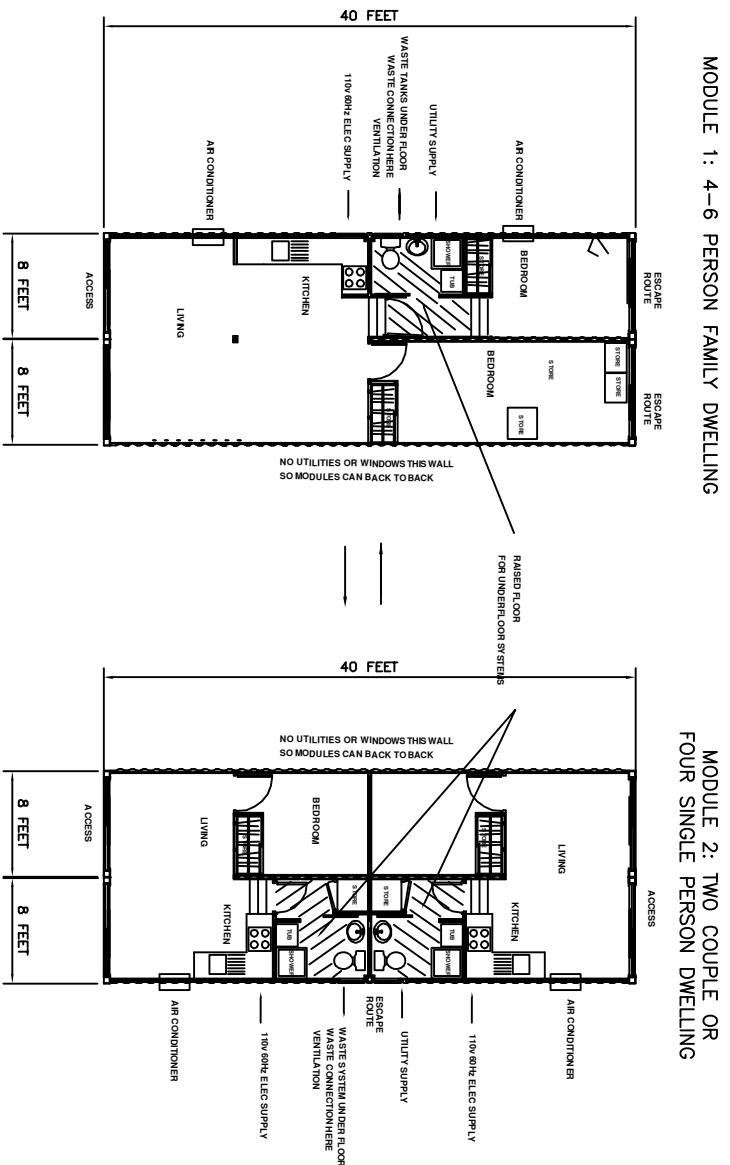 MODULE 1: 4-6 PERSON FAMILY DWELLING
40 FEET
WASTE TANKS UNDER FLOOR
WASTE CONNECTION HERE
VENTILATION
110v 60Hz ELEC SUPPLY
UTILITY SUPPLY
AIR CONDITIONER
AIR CONDITIONER
ESCAPE
ROUTE
ESCAPE
ROUTE
BEDROOM
SHOWER
TUB
STORE
KITCHEN
LIVING
BEDROOM
STORE
STORE
STORE
STORE
STORE
ACCESS
8 FEET
8 FEET
NO UTILITIES OR WINDOWS THIS WALL
SO MODULES CAN BACK TO BACK
RAISED FLOOR
FOR UNDERFLOOR SYSTEMS
MODULE 2: TWO COUPLE OR
FOUR SINGLE PERSON DWELLING
40 FEET
NO UTILITIES OR WINDOWS THIS WALL
SO MODULES CAN BACK TO BACK
LIVING
BEDROOM
STORE
STORE
LIVING
KITCHEN
STORE
STORE
KITCHEN
TUB
SHOWER
TUB
SHOWER
ACCESS
ACCESS
8 FEET
8 FEET
AIR CONDITIONER
110v 60Hz ELEC SUPPLY
WASTE SYSTEM UNDER FLOOR
WASTE CONNECTION HERE
VENTILATION
ESCAPE
ROUTE
UTILITY SUPPLY
110v 60Hz ELEC SUPPLY
AIR CONDITIONER